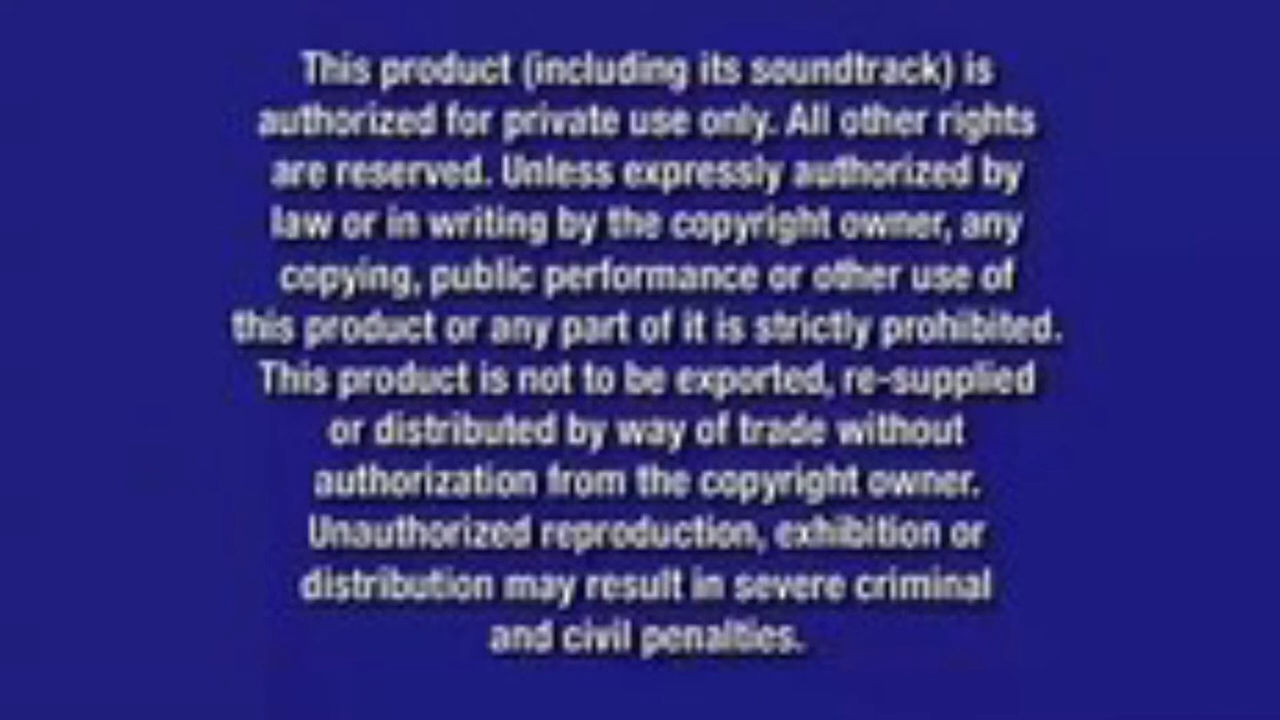 This product (including its soundtrack) is
authorized for private use only. All other rights
are reserved. Unless expressly authorized by
law or in writing by the copyright owner, any
copying, public performance or other use of
this product or any part of it is strictly prohibited.
This product is not to be exported, re-supplied
or distributed by way of trade without
authorization from the copyright owner.
Unauthorized reproduction, exhibition or
distribution may result in severe criminal
and civil penalties.